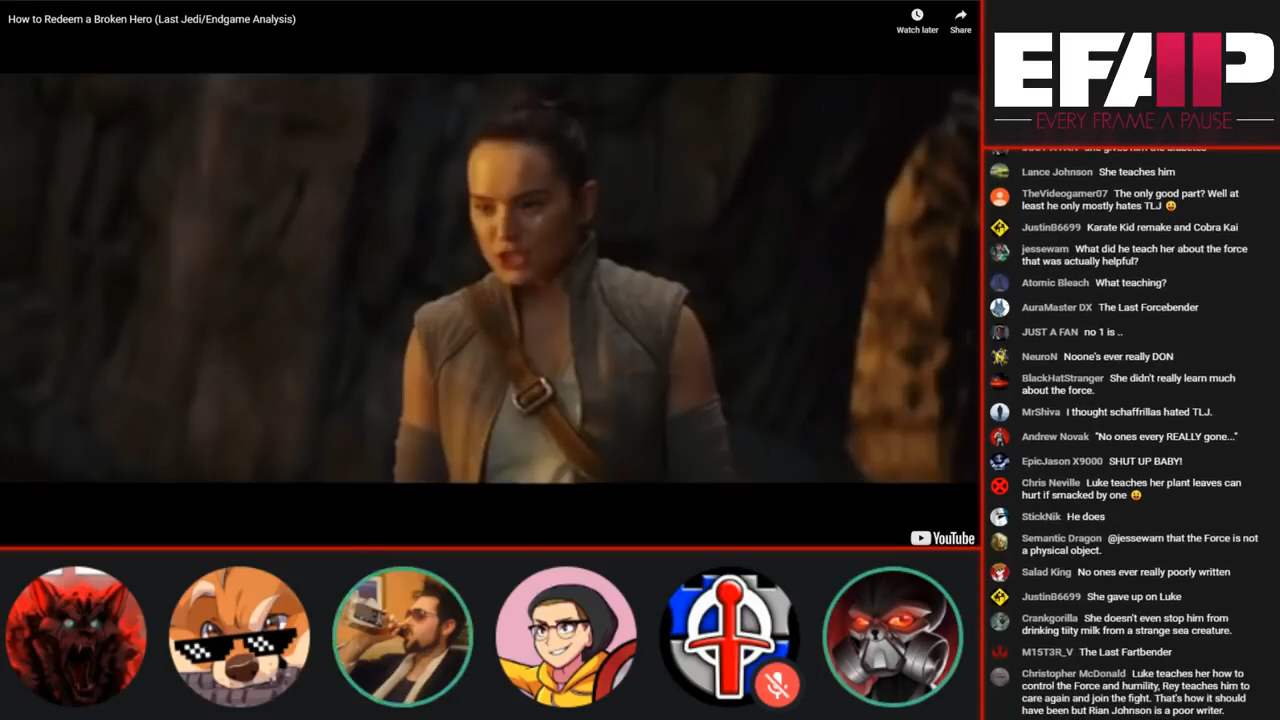 How to Redeem a Broken Hero (Last Jedi/Endgame Analysis)
Watch later
Share
YouTube
EFAP
EVERY FRAME A PAUSE
JUST A FAN she gives him the diabetes
Lance Johnson She teaches him
TheVideogamer07 The only good part? Well at
least he only mostly hates TLJ
JustinB6699 Karate Kid remake and Cobra Kai
jessewam What did he teach her about the force
that was actually helpful?
Atomic Bleach What teaching?
AuraMaster DX The Last Forcebender
JUST A FAN no 1 is ..
NeuroN Noone's ever really DON
BlackHatStranger She didn't really learn much
about the force.
MrShiva I thought schaffrillas hated TLJ.
Andrew Novak "No ones every REALLY gone..."
EpicJason X9000 SHUT UP BABY!
Chris Neville Luke teaches her plant leaves can
hurt if smacked by one
StickNik He does
Semantic Dragon @jessewam that the Force is not
a physical object.
Salad King No ones ever really poorly written
JustinB6699 She gave up on Luke
Crankgorilla She doesn't even stop him from
drinking tiity milk from a strange sea creature.
M15T3R_V The Last Fartbender
Christopher McDonald Luke teaches her how to
control the Force and humility, Rey teaches him to
care again and join the fight. That's how it should
have been but Rian Johnson is a poor writer.